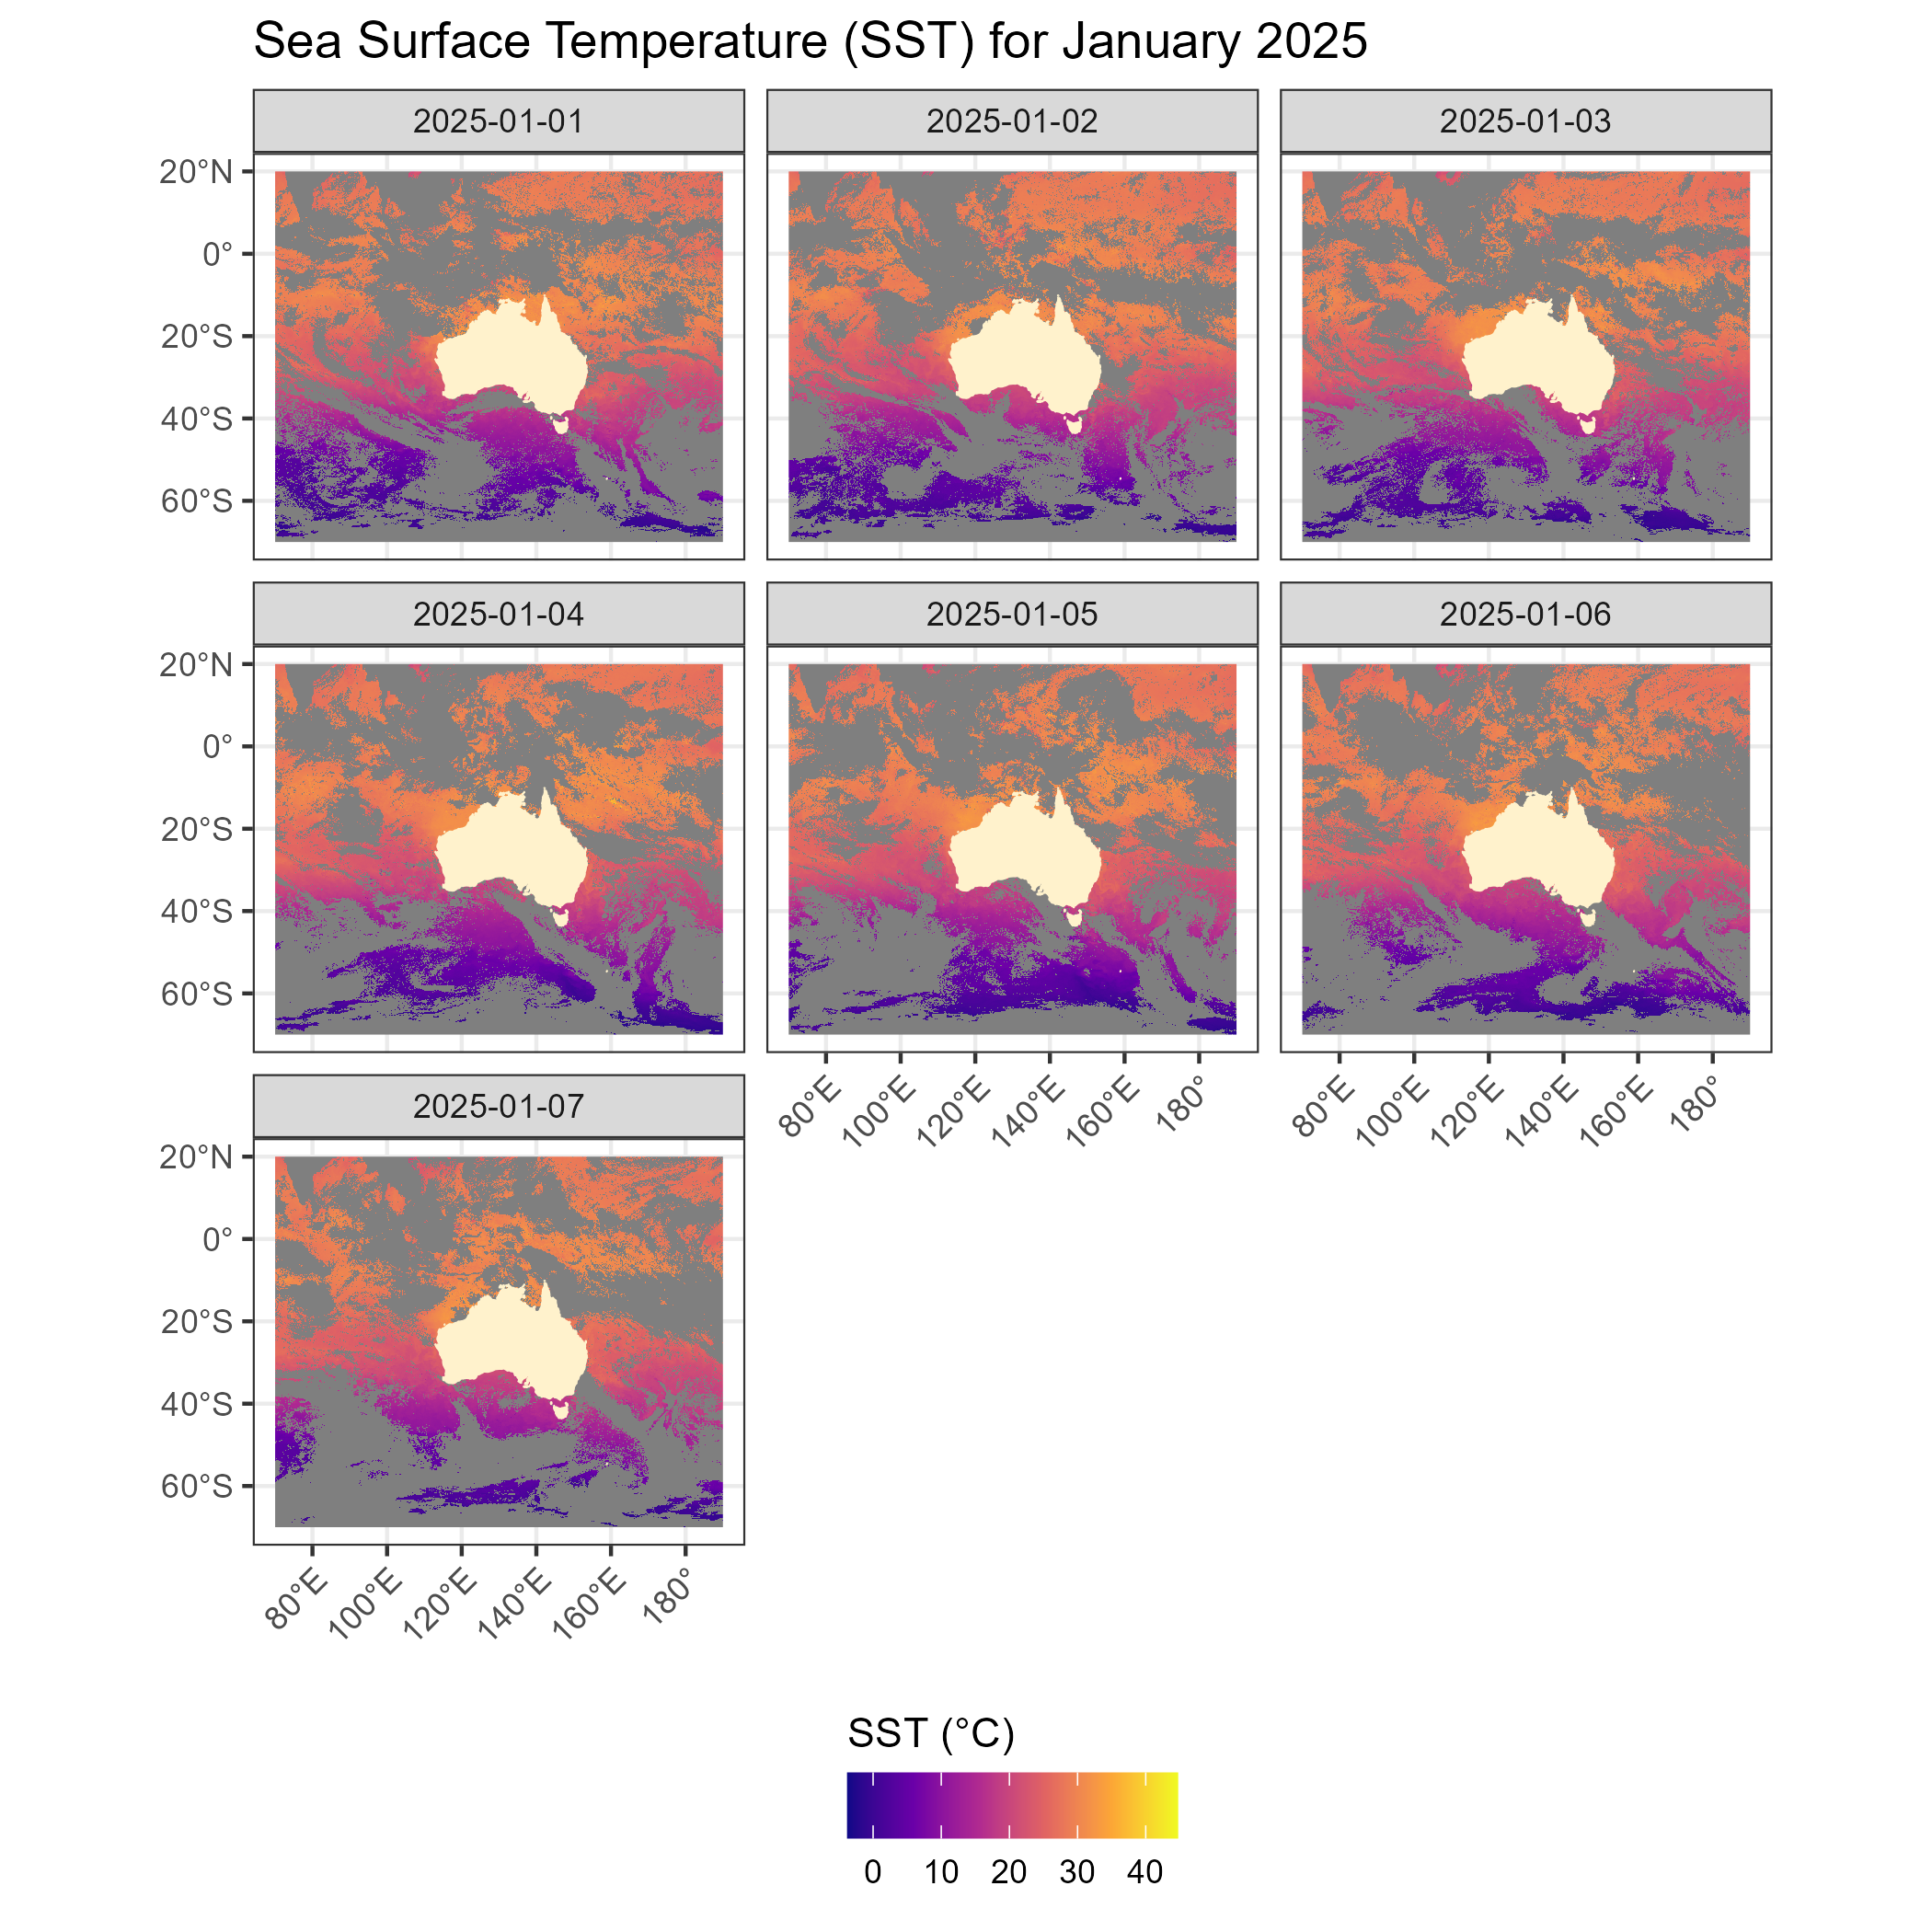 Sea Surface Temperature (SST) for January 2025
2025-01-01
2025-01-02
2025-01-03
20°N
0°
20°S
40°S
60°S
2025-01-04
2025-01-05
2025-01-06
20°N
0°
20°S
40°S
60°S
80°E
100°E
120°E
140°E
160°E
180°
80°E
100°E
120°E
140°E
160°E
180°
2025-01-07
20°N
0°
20°S
40°S
60°S
80°E
100°E
120°E
140°E
160°E
180°
SST (°C)
0 10 20 30 40